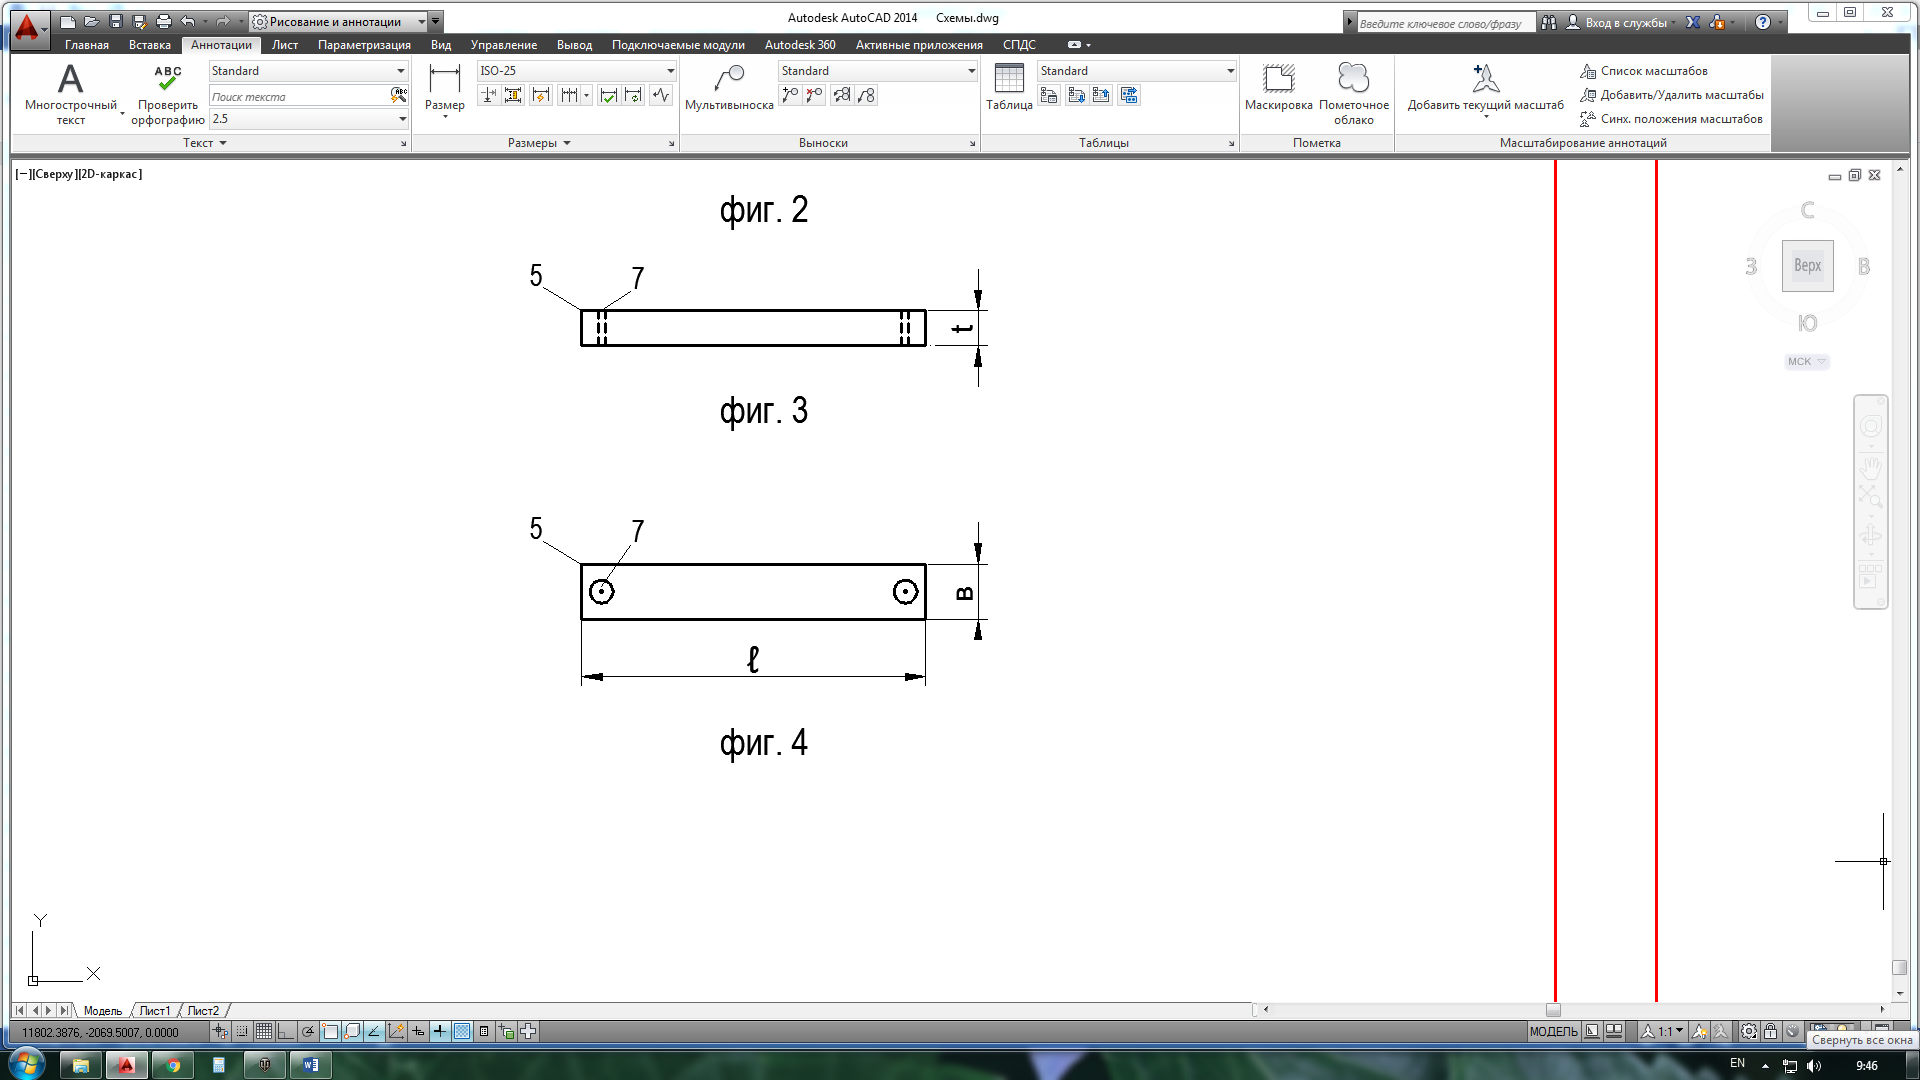 Autodesk AutoCAD 2014 Схемы.dwg
Рисование и аннотации
Введите ключевое слово/фразу
Вход в службы
Главная Вставка Аннотации Лист Параметризация Вид Управление Вывод Подключаемые модули Autodesk 360 Активные приложения СПДС
Многострочный текст
ABC
Проверить орфографию
Standard
Поиск текста
2.5
Текст
Размер
ISO-25
Размеры
Мультивыноска
Standard
Выноски
Таблица
Standard
Таблицы
Маскировка
Пометочное облако
Пометка
Добавить текущий масштаб
Список масштабов
Добавить/Удалить масштабы
Синх. положения масштабов
Масштабирование аннотаций
[−][Сверху][2D-каркас]
фиг. 2
5 7
t
фиг. 3
5 7
B
ℓ
фиг. 4
С
З Верх В
Ю
МСК
Y
X
Модель Лист1 Лист2
11802.3876, -2069.5007, 0.0000
МОДЕЛЬ
1:1
Свернуть все окна
EN
9:46